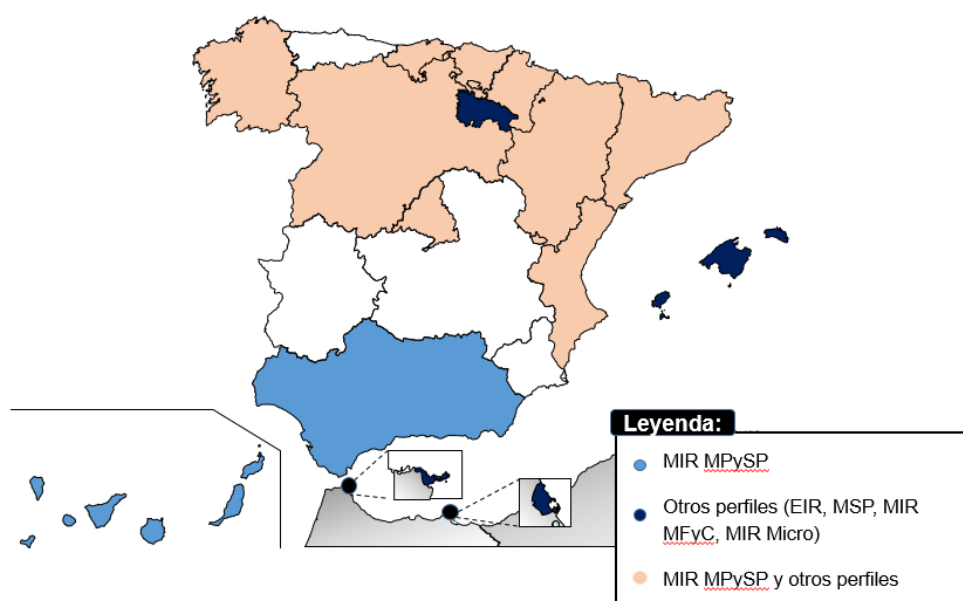 Leyenda:
MIR MPySP
Otros perfiles (EIR, MSP, MIR
MFyC, MIR Micro)
MIR MPySP y otros perfiles